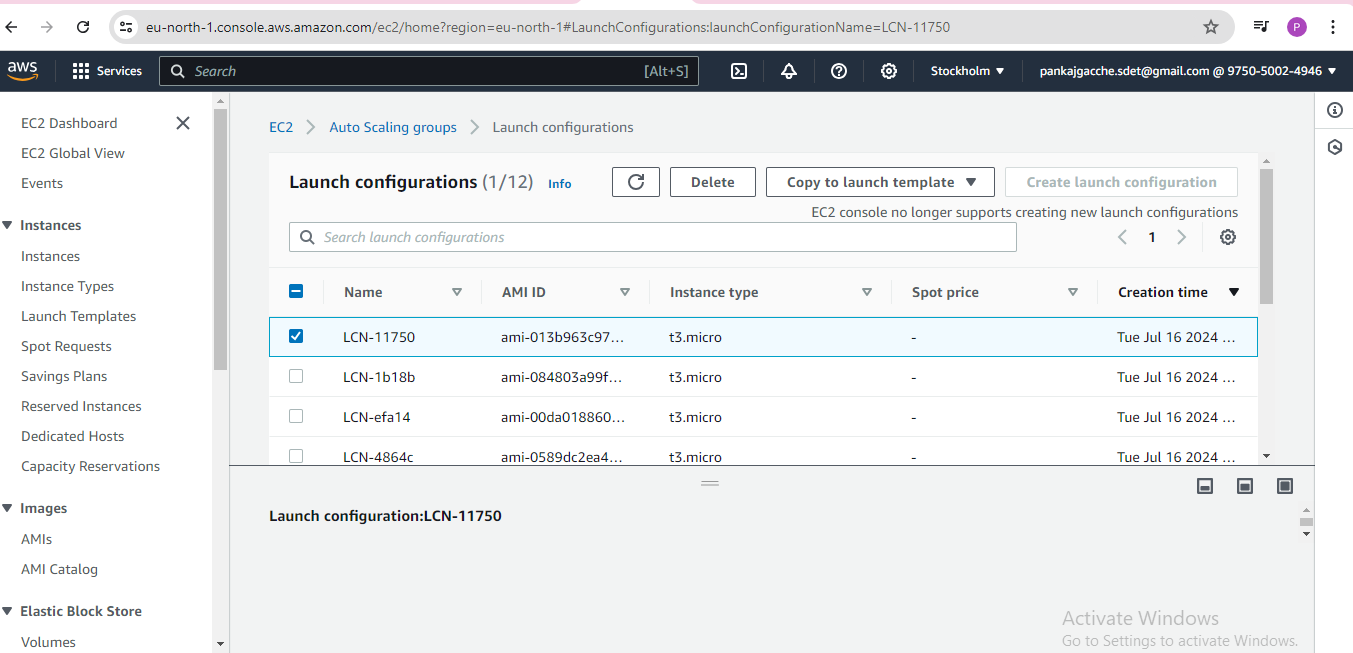 eu-north-1.console.aws.amazon.com/ec2/home?region=eu-north-1#LaunchConfigurations:launchConfigurationName=LCN-11750
P
aws
Services
Search
[Alt+S]
Stockholm
pankajgacche.sdet@gmail.com @ 9750-5002-4946
EC2 Dashboard
EC2 Global View
Events
Instances
Instances
Instance Types
Launch Templates
Spot Requests
Savings Plans
Reserved Instances
Dedicated Hosts
Capacity Reservations
Images
AMIs
AMI Catalog
Elastic Block Store
Volumes
EC2 Auto Scaling groups Launch configurations
Launch configurations (1/12) Info
Delete
Copy to launch template
Create launch configuration
EC2 console no longer supports creating new launch configurations
Search launch configurations
1
Name AMI ID Instance type Spot price Creation time
LCN-11750 ami-013b963c97... t3.micro - Tue Jul 16 2024 ...
LCN-1b18b ami-084803a99f... t3.micro - Tue Jul 16 2024 ...
LCN-efa14 ami-00da018860... t3.micro - Tue Jul 16 2024 ...
LCN-4864c ami-0589dc2ea4... t3.micro - Tue Jul 16 2024 ...
Launch configuration:LCN-11750
Activate Windows
Go to Settings to activate Windows.